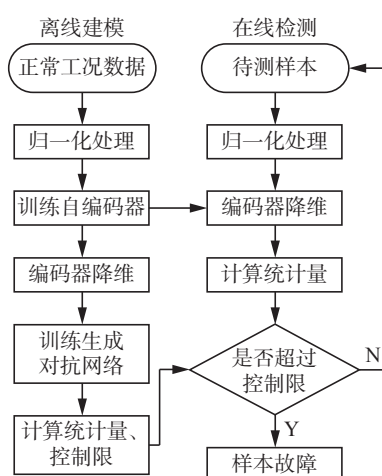 离线建模
正常工况数据
归一化处理
训练自编码器
编码器降维
训练生成
对抗网络
计算统计量、
控制限
在线检测
待测样本
归一化处理
编码器降维
计算统计量
是否超过
控制限
N
Y
样本故障